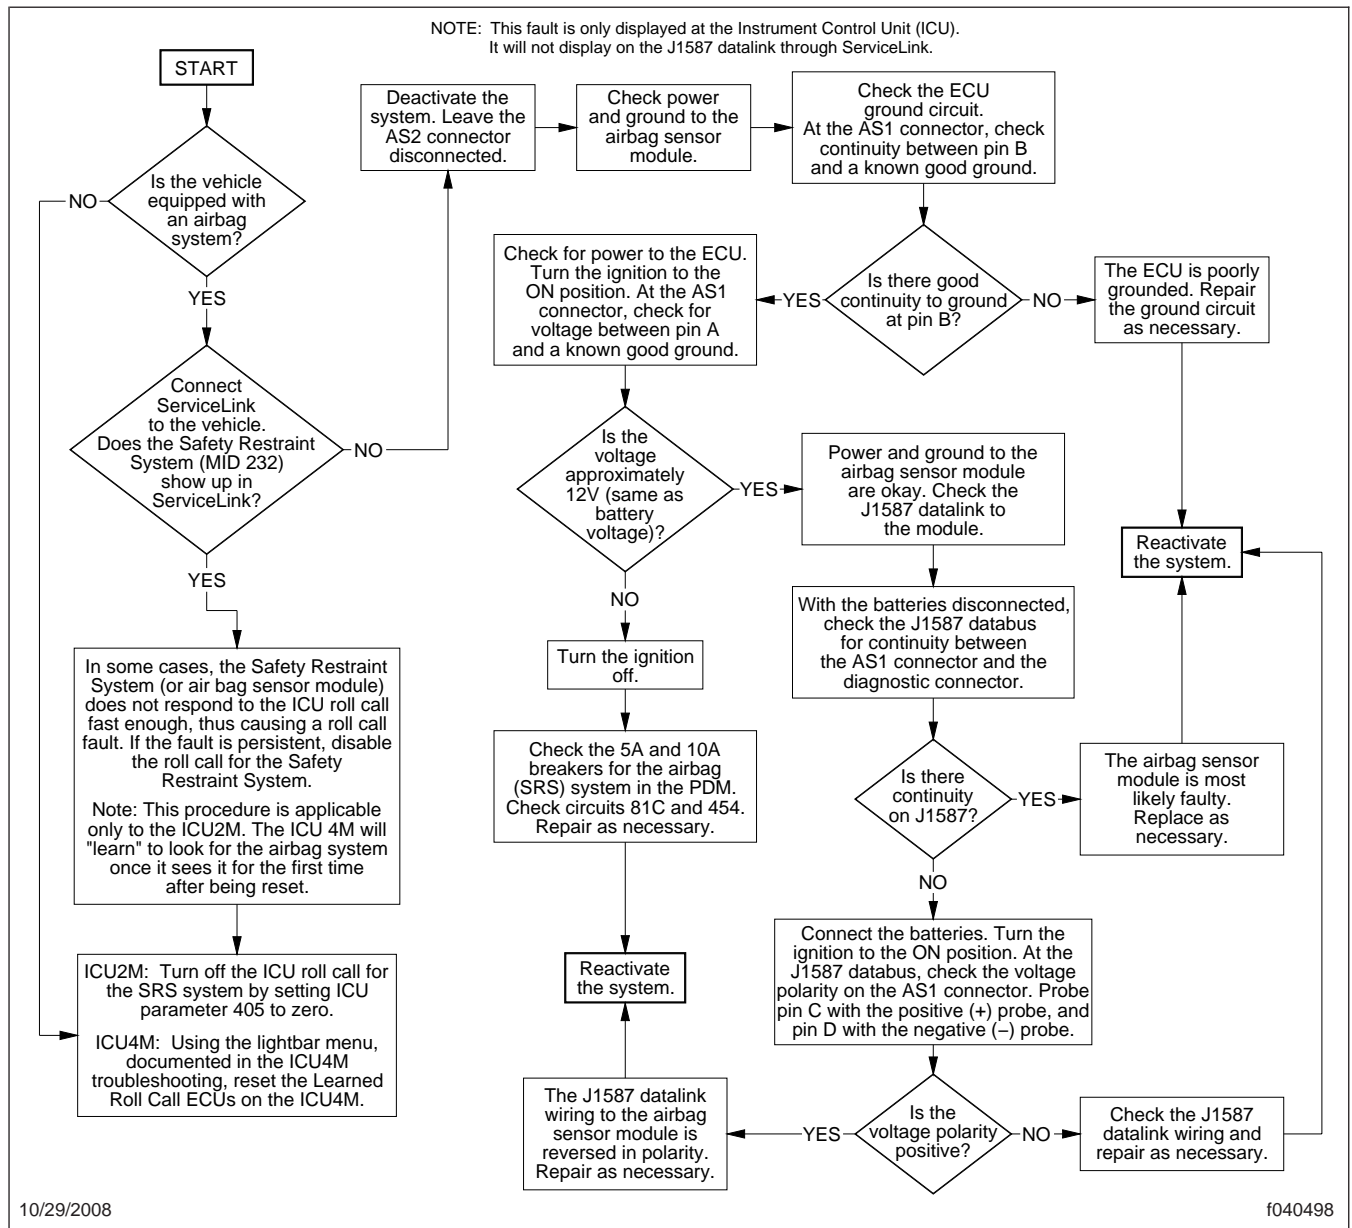 NOTE:  This fault is only displayed at the Instrument Control Unit (ICU).
It will not display on the J1587 datalink through ServiceLink.
START
Is the vehicle
equipped with
an airbag
system?
NO
YES
Connect
ServiceLink
to the vehicle.
Does the Safety Restraint
System (MID 232)
show up in
ServiceLink?
NO
YES
In some cases, the Safety Restraint
System (or air bag sensor module)
does not respond to the ICU roll call
fast enough, thus causing a roll call
fault. If the fault is persistent, disable
the roll call for the Safety
Restraint System.
Note: This procedure is applicable
only to the ICU2M. The ICU 4M will
"learn" to look for the airbag system
once it sees it for the first time
after being reset.
ICU2M:  Turn off the ICU roll call for
the SRS system by setting ICU
parameter 405 to zero.
ICU4M:  Using the lightbar menu,
documented in the ICU4M
troubleshooting, reset the Learned
Roll Call ECUs on the ICU4M.
Deactivate the
system. Leave the
AS2 connector
disconnected.
Check power
and ground to the
airbag sensor
module.
Check the ECU
ground circuit.
At the AS1 connector, check
continuity between pin B
and a known good ground.
Is there good
continuity to ground
at pin B?
YES
NO
The ECU is poorly
grounded. Repair
the ground circuit
as necessary.
Check for power to the ECU.
Turn the ignition to the
ON position. At the AS1
connector, check for
voltage between pin A
and a known good ground.
Is the
voltage
approximately
12V (same as
battery
voltage)?
YES
NO
Turn the ignition
off.
Check the 5A and 10A
breakers for the airbag
(SRS) system in the PDM.
Check circuits 81C and 454.
Repair as necessary.
Reactivate
the system.
Power and ground to the
airbag sensor module
are okay. Check the
J1587 datalink to
the module.
With the batteries disconnected,
check the J1587 databus
for continuity between
the AS1 connector and the
diagnostic connector.
Is there
continuity
on J1587?
YES
NO
The airbag sensor
module is most
likely faulty.
Replace as
necessary.
Reactivate
the system.
Connect the batteries. Turn the
ignition to the ON position. At the
J1587 databus, check the voltage
polarity on the AS1 connector. Probe
pin C with the positive (+) probe, and
pin D with the negative (−) probe.
Is the
voltage polarity
positive?
YES
NO
The J1587 datalink
wiring to the airbag
sensor module is
reversed in polarity.
Repair as necessary.
Check the J1587
datalink wiring and
repair as necessary.
10/29/2008
f040498